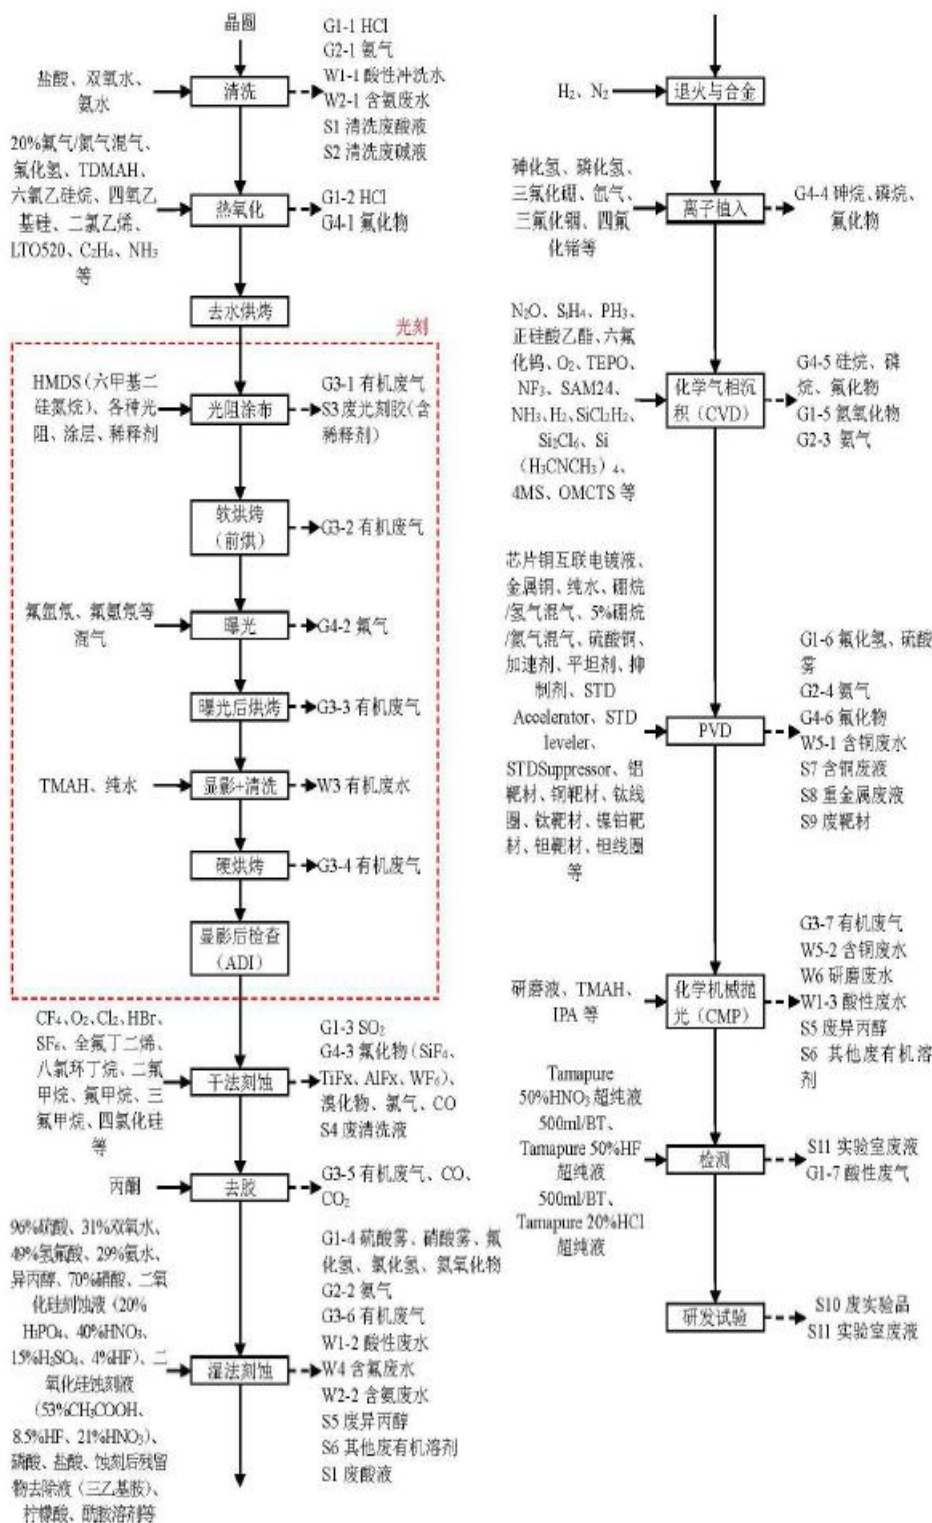 晶圆
盐酸、双氧水、
氨水
清洗
G1-1 HCl
G2-1 氨气
W1-1 酸性冲洗水
W2-1 含氨废水
S1 清洗废酸液
S2 清洗废碱液
20%氟气/氮气混气、
氟化氢、TDMAH、
六氯乙硅烷、四氧乙
基硅、二氯乙烯、
LTO520、C₂H₄、NH₃
等
热氧化
G1-2 HCl
G4-1 氟化物
去水烘烤
光刻
HMDS（六甲基二
硅氮烷）、各种光
阻、涂层、稀释剂
光阻涂布
G3-1 有机废气
S3 废光刻胶（含
稀释剂）
软烘烤
（前烘）
G3-2 有机废气
氟氩氖、氟氪氖等
混气
曝光
G4-2 氟气
曝光后烘烤
G3-3 有机废气
TMAH、纯水
显影+清洗
W3 有机废水
硬烘烤
G3-4 有机废气
显影后检查
（ADI）
CF₄、O₂、Cl₂、HBr、
SF₆、全氟丁二烯、
八氯环丁烷、二氟
甲烷、氟甲烷、三
氟甲烷、四氯化硅
等
干法刻蚀
G1-3 SO₂
G4-3 氟化物（SiF₄、
TiFx、AlFx、WF₆）、
溴化物、氯气、CO
S4 废清洗液
丙酮
去胶
G3-5 有机废气、CO、
CO₂
96%硫酸、31%双氧水、
49%氢氟酸、29%氨水、
异丙醇、70%硝酸、二氧
化硅刻蚀液（20%
H₃PO₄、40%HNO₃、
15%H₂SO₄、4%HF）、二
氧化硅蚀刻液
（53%CH₃COOH、
8.5%HF、21%HNO₃）、
磷酸、盐酸、蚀刻后残留
物去除液（三乙基胺）、
柠檬酸、酰胺溶剂等
湿法刻蚀
G1-4 硫酸雾、硝酸雾、氟
化氢、氯化氢、氮氧化物
G2-2 氨气
G3-6 有机废气
W1-2 酸性废水
W4 含氟废水
W2-2 含氨废水
S5 废异丙醇
S6 其他废有机溶剂
S1 废酸液
H₂、N₂
退火与合金
砷化氢、磷化氢、
三氟化硼、氙气、
三氟化铟、四氟
化锗等
离子植入
G4-4 砷烷、磷烷、
氟化物
N₂O、SiH₄、PH₃、
正硅酸乙酯、六氟
化钨、O₂、TEPO、
NF₃、SAM24、
NH₃、H₂、SiCl₂H₂、
Si₂Cl₆、Si
（H₃CNCH₃）₄、
4MS、OMCTS 等
化学气相沉
积（CVD）
G4-5 硅烷、磷
烷、氟化物
G1-5 氮氧化物
G2-3 氨气
芯片铜互联电镀液、
金属铜、纯水、硼烷
/氢气混气、5%硼烷
/氮气混气、硫酸铜、
加速剂、平坦剂、抑
制剂、STD
Accelerator、STD
leveler、
STDSuppressor、铝
靶材、铜靶材、钛线
圈、钛靶材、镍铂靶
材、钽靶材、钽线圈
等
PVD
G1-6 氟化氢、硫酸
雾
G2-4 氨气
G4-6 氟化物
W5-1 含铜废水
S7 含铜废液
S8 重金属废液
S9 废靶材
研磨液、TMAH、
IPA 等
化学机械抛
光（CMP）
G3-7 有机废气
W5-2 含铜废水
W6 研磨废水
W1-3 酸性废水
S5 废异丙醇
S6 其他废有机溶
剂
Tamapure
50%HNO₃ 超纯液
500ml/BT、
Tamapure 50%HF
超纯液
500ml/BT、
Tamapure 20%HCl
超纯液
检测
S11 实验室废液
G1-7 酸性废气
研发试验
S10 废实验品
S11 实验室废液